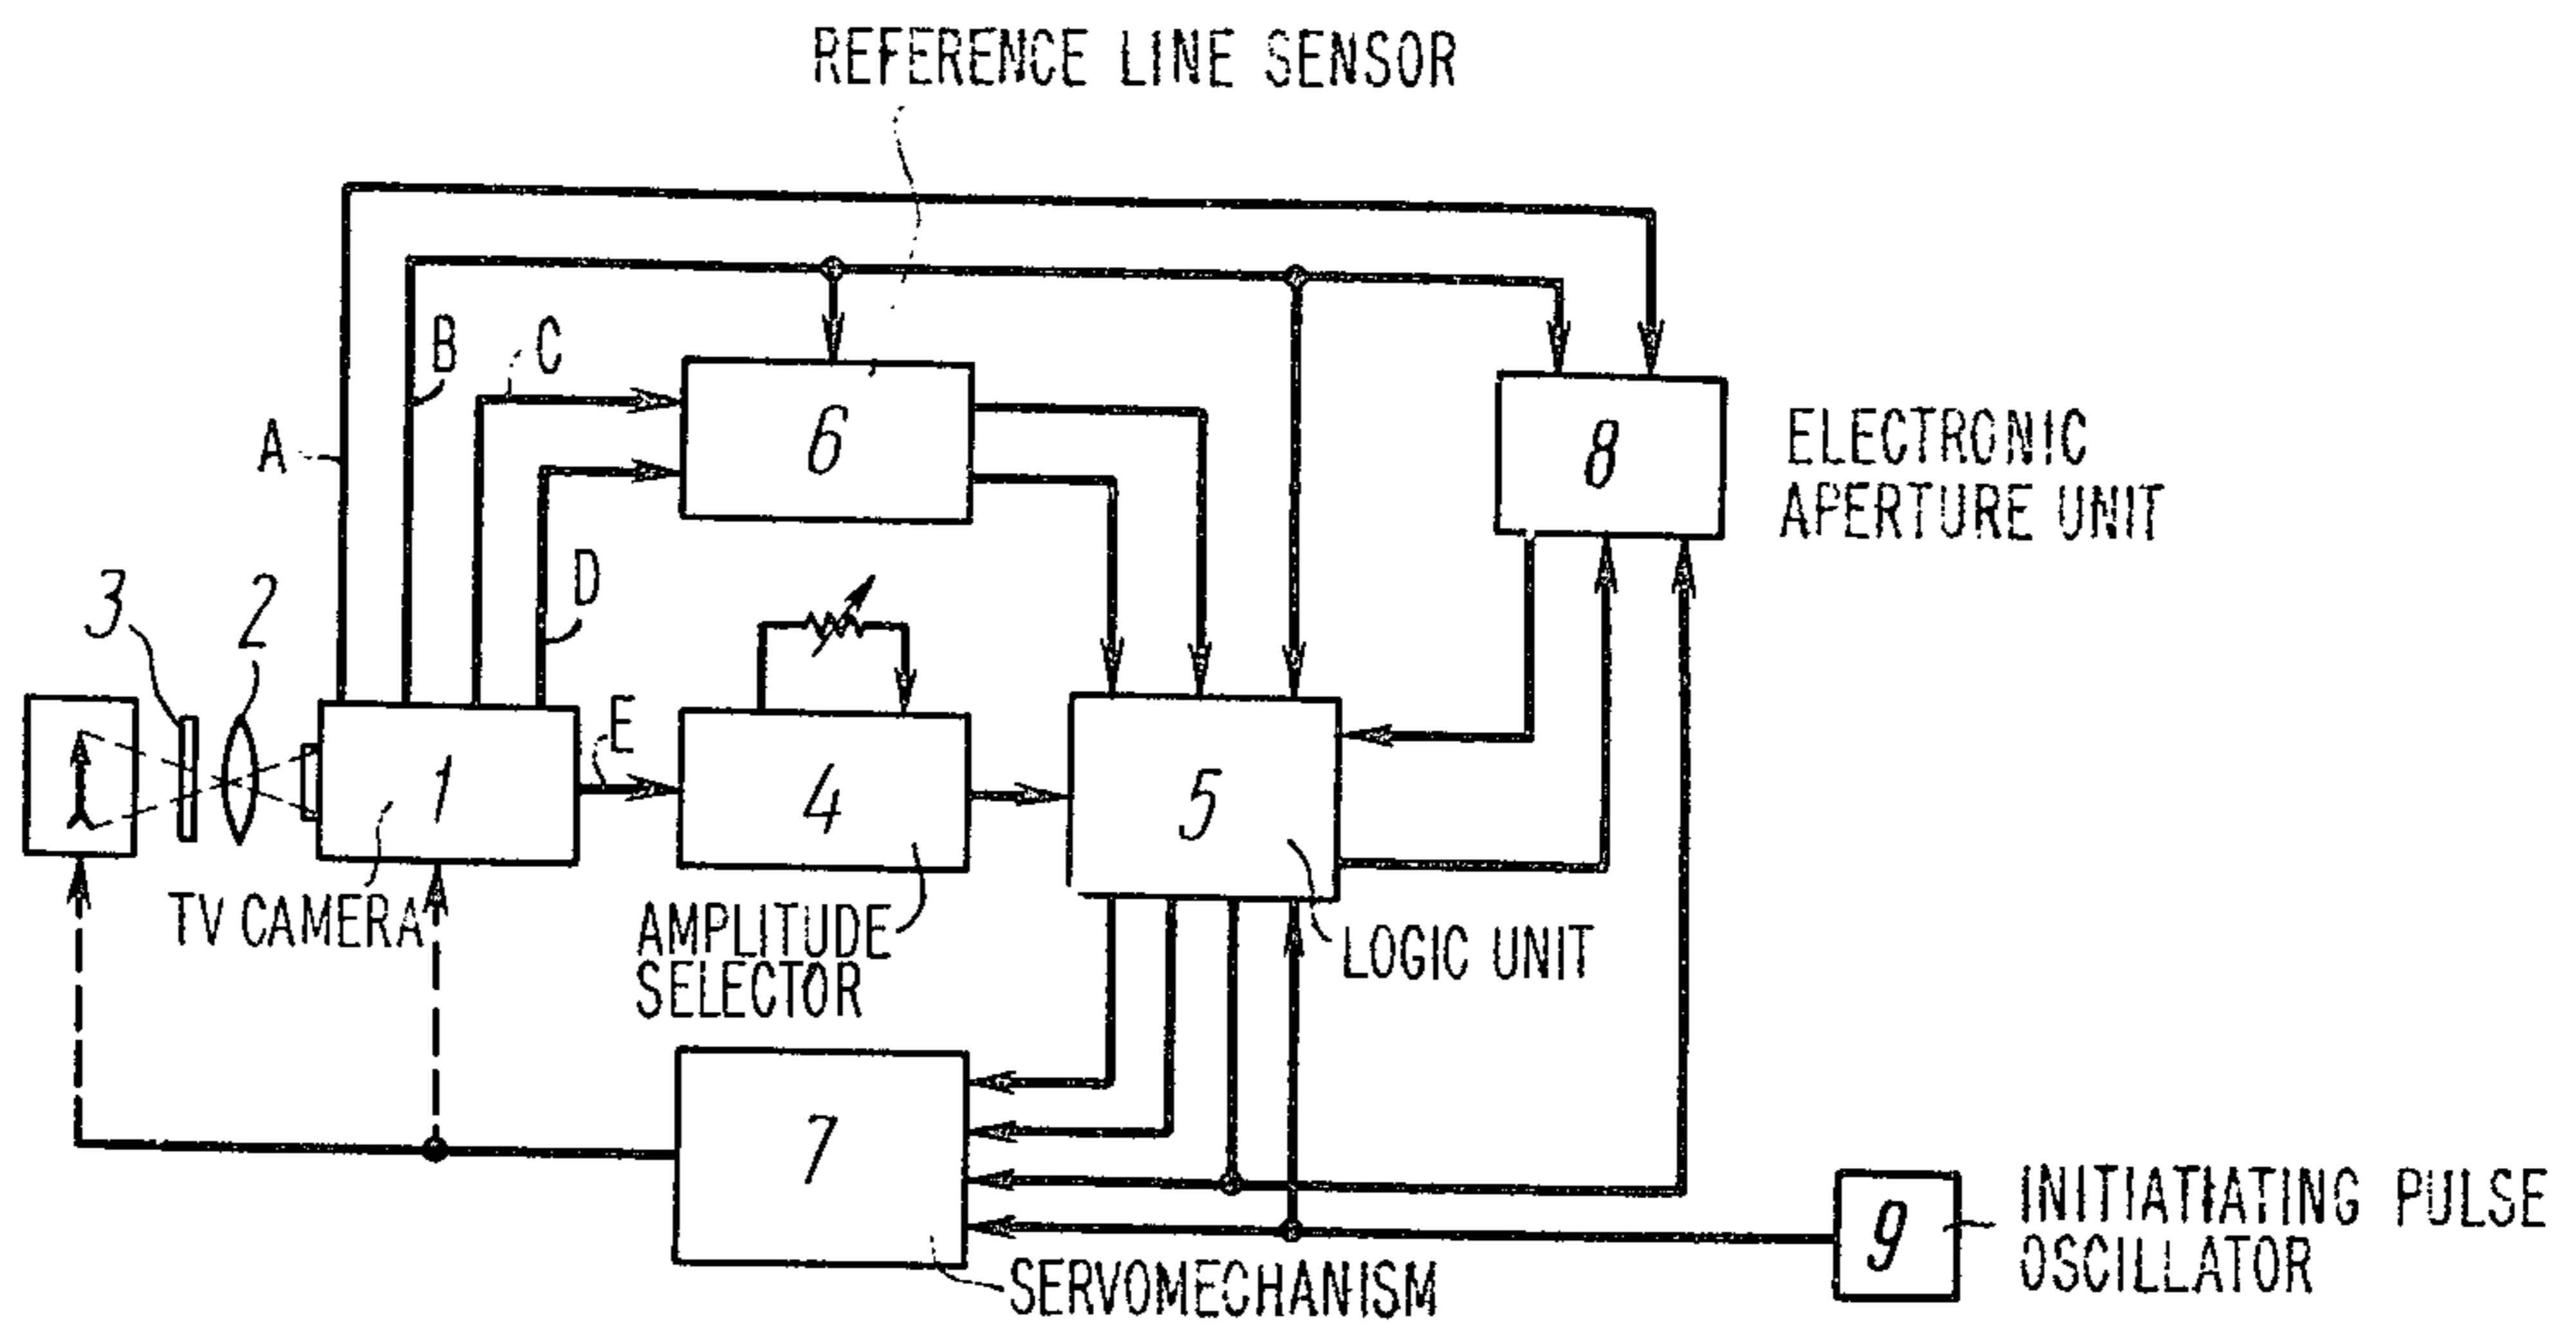 REFERENCE LINE SENSOR
B
C
A
6
8
ELECTRONIC
APERTURE UNIT
D
3
2
E
1
4
5
TV CAMERA
AMPLITUDE
SELECTOR
LOGIC UNIT
7
9
INITIATIATING PULSE
OSCILLATOR
SERVOMECHANISM